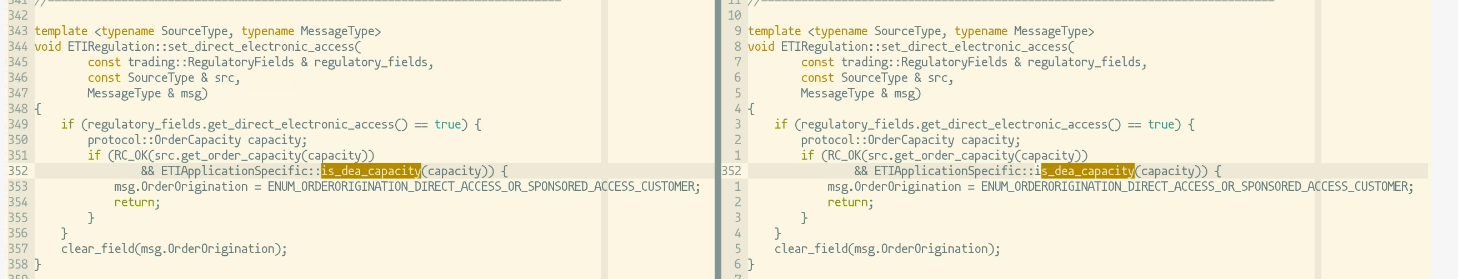 341 //------------------------------------------------------------------------------
342
343 template <typename SourceType, typename MessageType>
344 void ETIRegulation::set_direct_electronic_access(
345         const trading::RegulatoryFields & regulatory_fields,
346         const SourceType & src,
347         MessageType & msg)
348 {
349     if (regulatory_fields.get_direct_electronic_access() == true) {
350         protocol::OrderCapacity capacity;
351         if (RC_OK(src.get_order_capacity(capacity))
352                 && ETIApplicationSpecific::is_dea_capacity(capacity)) {
353             msg.OrderOrigination = ENUM_ORDERORIGINATION_DIRECT_ACCESS_OR_SPONSORED_ACCESS_CUSTOMER;
354             return;
355         }
356     }
357     clear_field(msg.OrderOrigination);
358 }
359
11 //------------------------------------------------------------------------------
10
9 template <typename SourceType, typename MessageType>
8 void ETIRegulation::set_direct_electronic_access(
7         const trading::RegulatoryFields & regulatory_fields,
6         const SourceType & src,
5         MessageType & msg)
4 {
3     if (regulatory_fields.get_direct_electronic_access() == true) {
2         protocol::OrderCapacity capacity;
1         if (RC_OK(src.get_order_capacity(capacity))
352                 && ETIApplicationSpecific::is_dea_capacity(capacity)) {
1             msg.OrderOrigination = ENUM_ORDERORIGINATION_DIRECT_ACCESS_OR_SPONSORED_ACCESS_CUSTOMER;
2             return;
3         }
4     }
5     clear_field(msg.OrderOrigination);
6 }
7